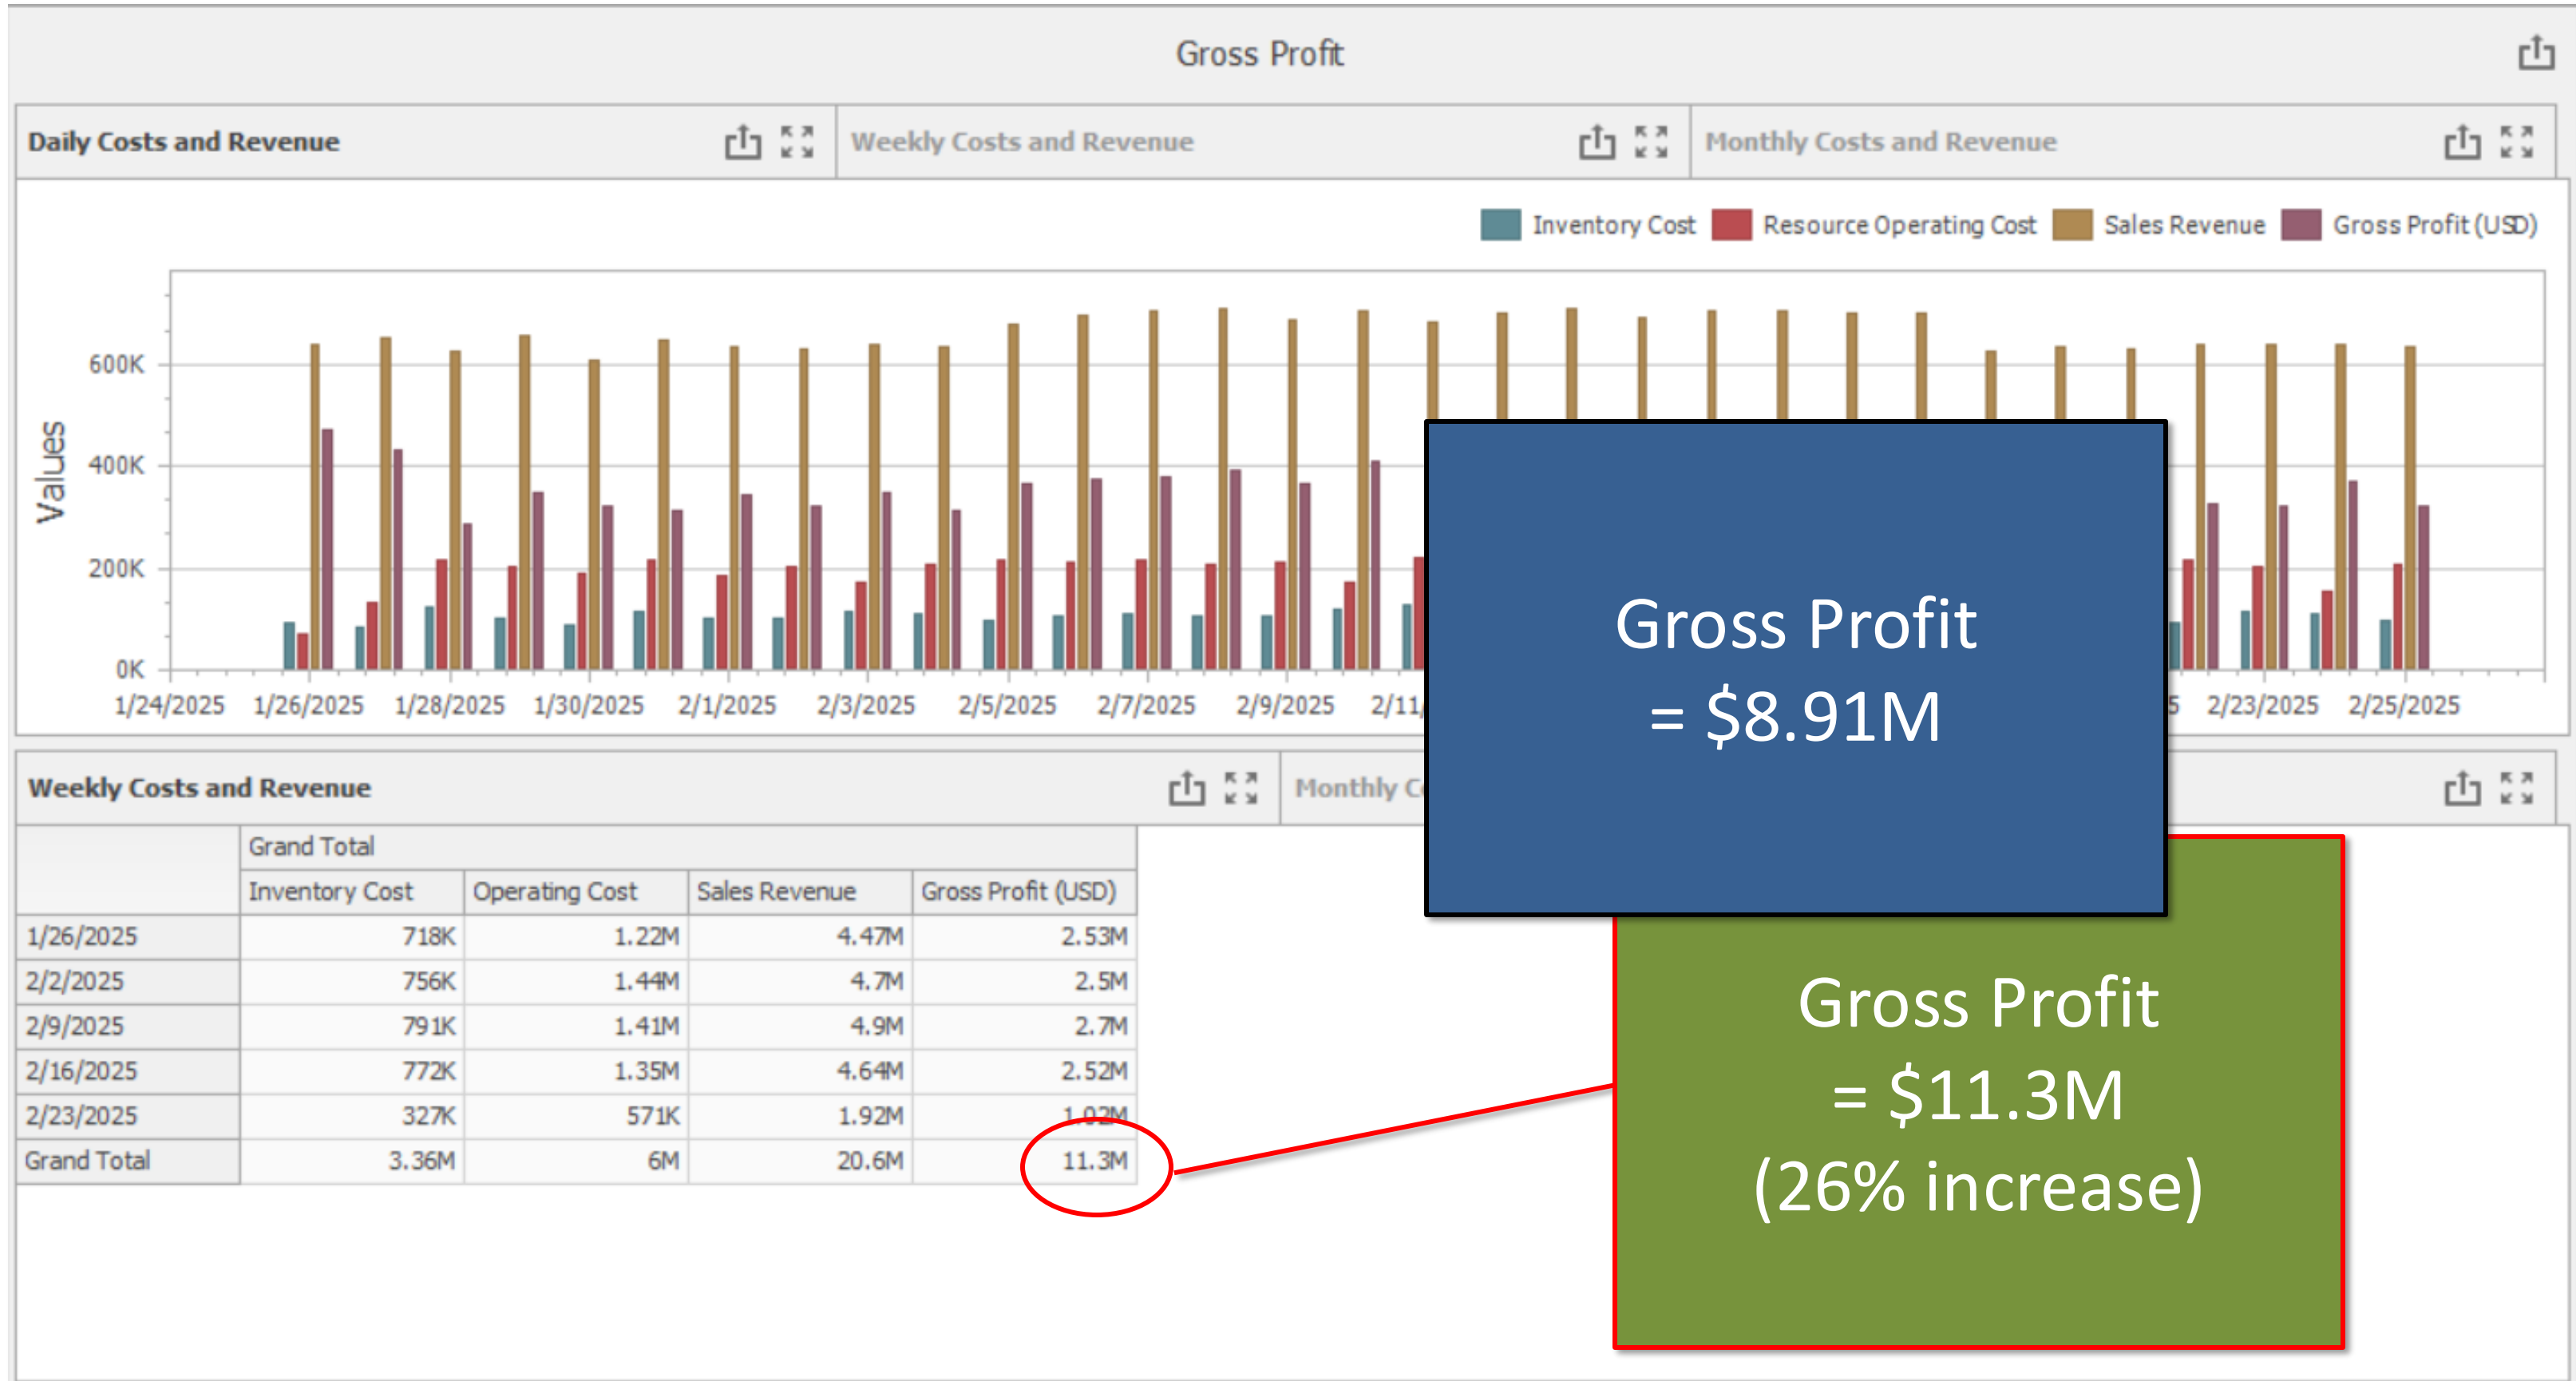 Gross Profit
Daily Costs and Revenue
Weekly Costs and Revenue
Monthly Costs and Revenue
Inventory Cost Resource Operating Cost Sales Revenue Gross Profit (USD)
Values
600K
400K
200K
0K
1/24/2025 1/26/2025 1/28/2025 1/30/2025 2/1/2025 2/3/2025 2/5/2025 2/7/2025 2/9/2025 2/11/ 5 2/23/2025 2/25/2025
Gross Profit
= $8.91M
Weekly Costs and Revenue
Monthly C
Grand Total
Inventory Cost Operating Cost Sales Revenue Gross Profit (USD)
1/26/2025 718K 1.22M 4.47M 2.53M
2/2/2025 756K 1.44M 4.7M 2.5M
2/9/2025 791K 1.41M 4.9M 2.7M
2/16/2025 772K 1.35M 4.64M 2.52M
2/23/2025 327K 571K 1.92M 1.02M
Grand Total 3.36M 6M 20.6M 11.3M
Gross Profit
= $11.3M
(26% increase)